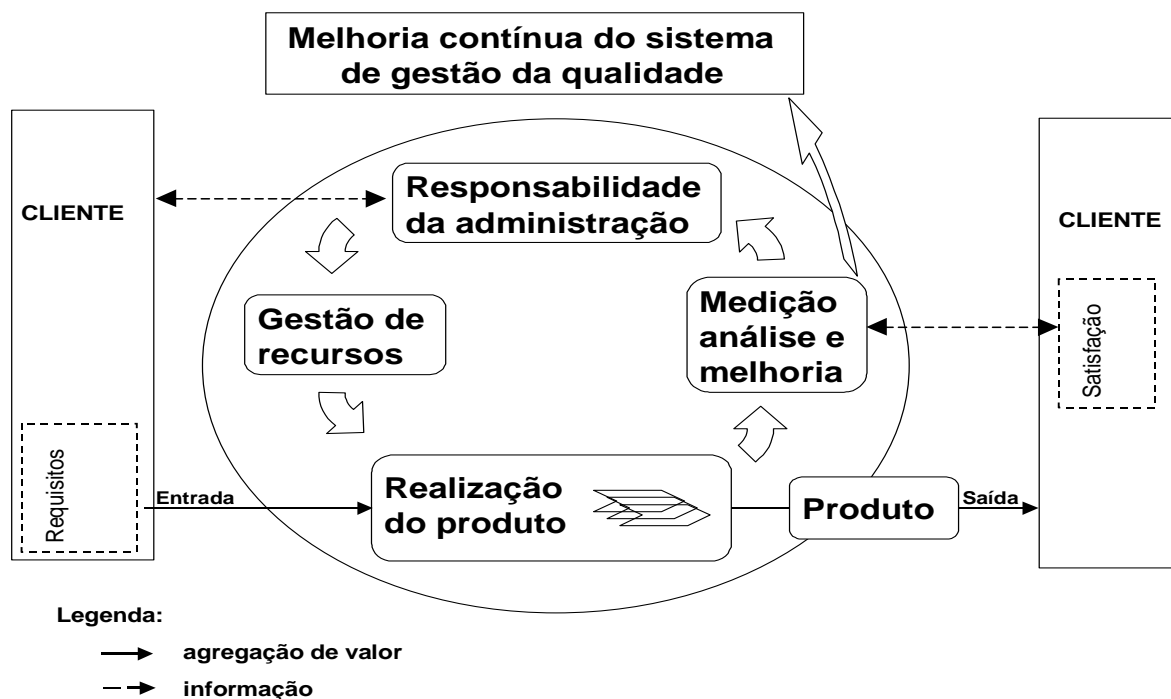 Melhoria contínua do sistema
de gestão da qualidade
CLIENTE
Responsabilidade
da administração
CLIENTE
Gestão de
recursos
Medição
análise e
melhoria
Satisfação
Requisitos
Entrada
Realização
do produto
Produto
Saída
Legenda:
agregação de valor
informação